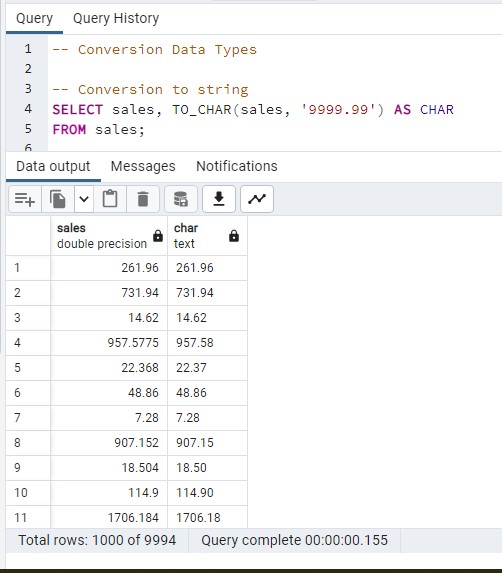 Query Query History
1 -- Conversion Data Types
2
3 -- Conversion to string
4 SELECT sales, TO_CHAR(sales, '9999.99') AS CHAR
5 FROM sales;
6
Data output Messages Notifications
sales char
double precision text
1 261.96 261.96
2 731.94 731.94
3 14.62 14.62
4 957.5775 957.58
5 22.368 22.37
6 48.86 48.86
7 7.28 7.28
8 907.152 907.15
9 18.504 18.50
10 114.9 114.90
11 1706.184 1706.18
Total rows: 1000 of 9994 Query complete 00:00:00.155